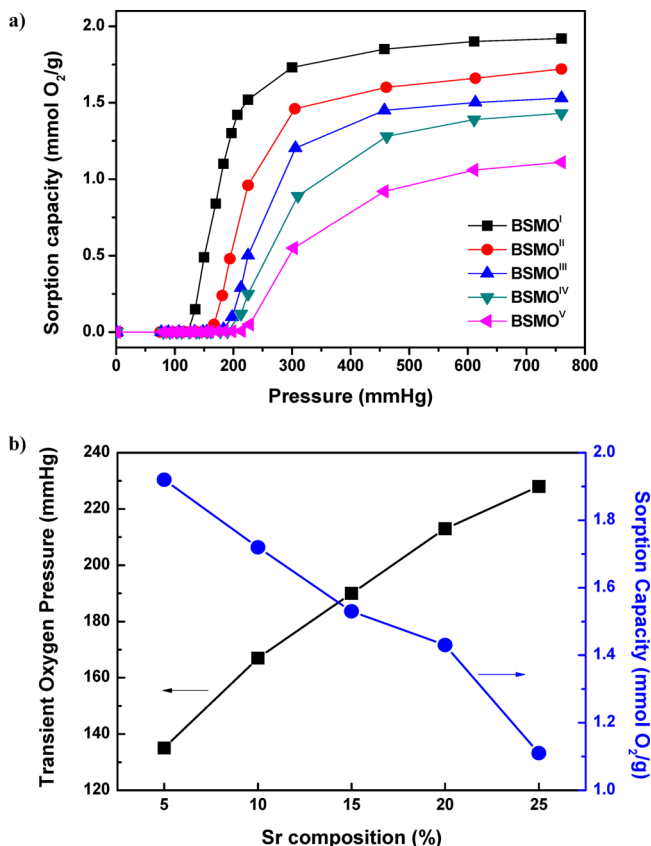 a)
2.0
1.5
1.0
0.5
0.0
Sorption capacity (mmol O₂/g)
BSMOᴵ
BSMOᴵᴵ
BSMOᴵᴵᴵ
BSMOᴵⱽ
BSMOⱽ
0 100 200 300 400 500 600 700 800
Pressure (mmHg)
b)
240
220
200
180
160
140
120
Transient Oxygen Pressure (mmHg)
2.0
1.9
1.6
1.4
1.1
1.0
Sorption Capacity (mmol O₂/g)
5 10 15 20 25
Sr composition (%)